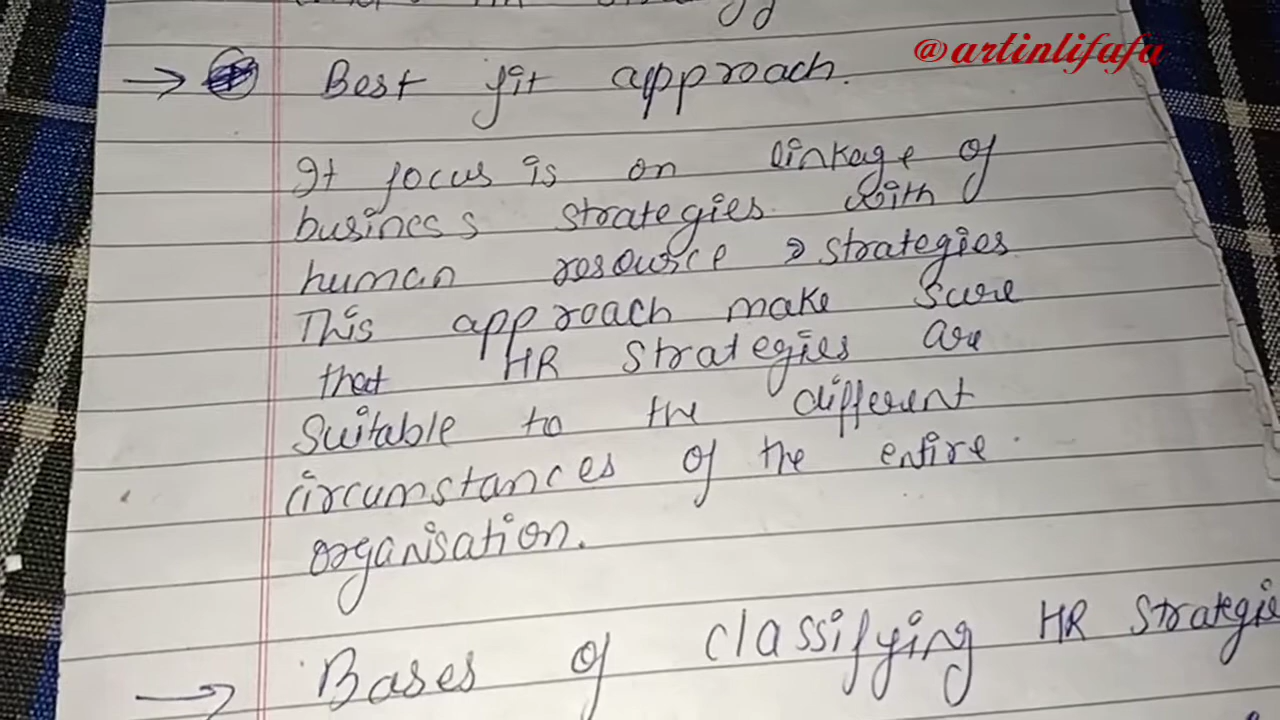 @artinlifafa
→ Best fit approach.
It focus is on linkage of
business strategies with
human resource strategies
This approach make sure
that HR strategies are
suitable to the different
circumstances of the entire
organisation.
→ Bases of classifying HR Strategie